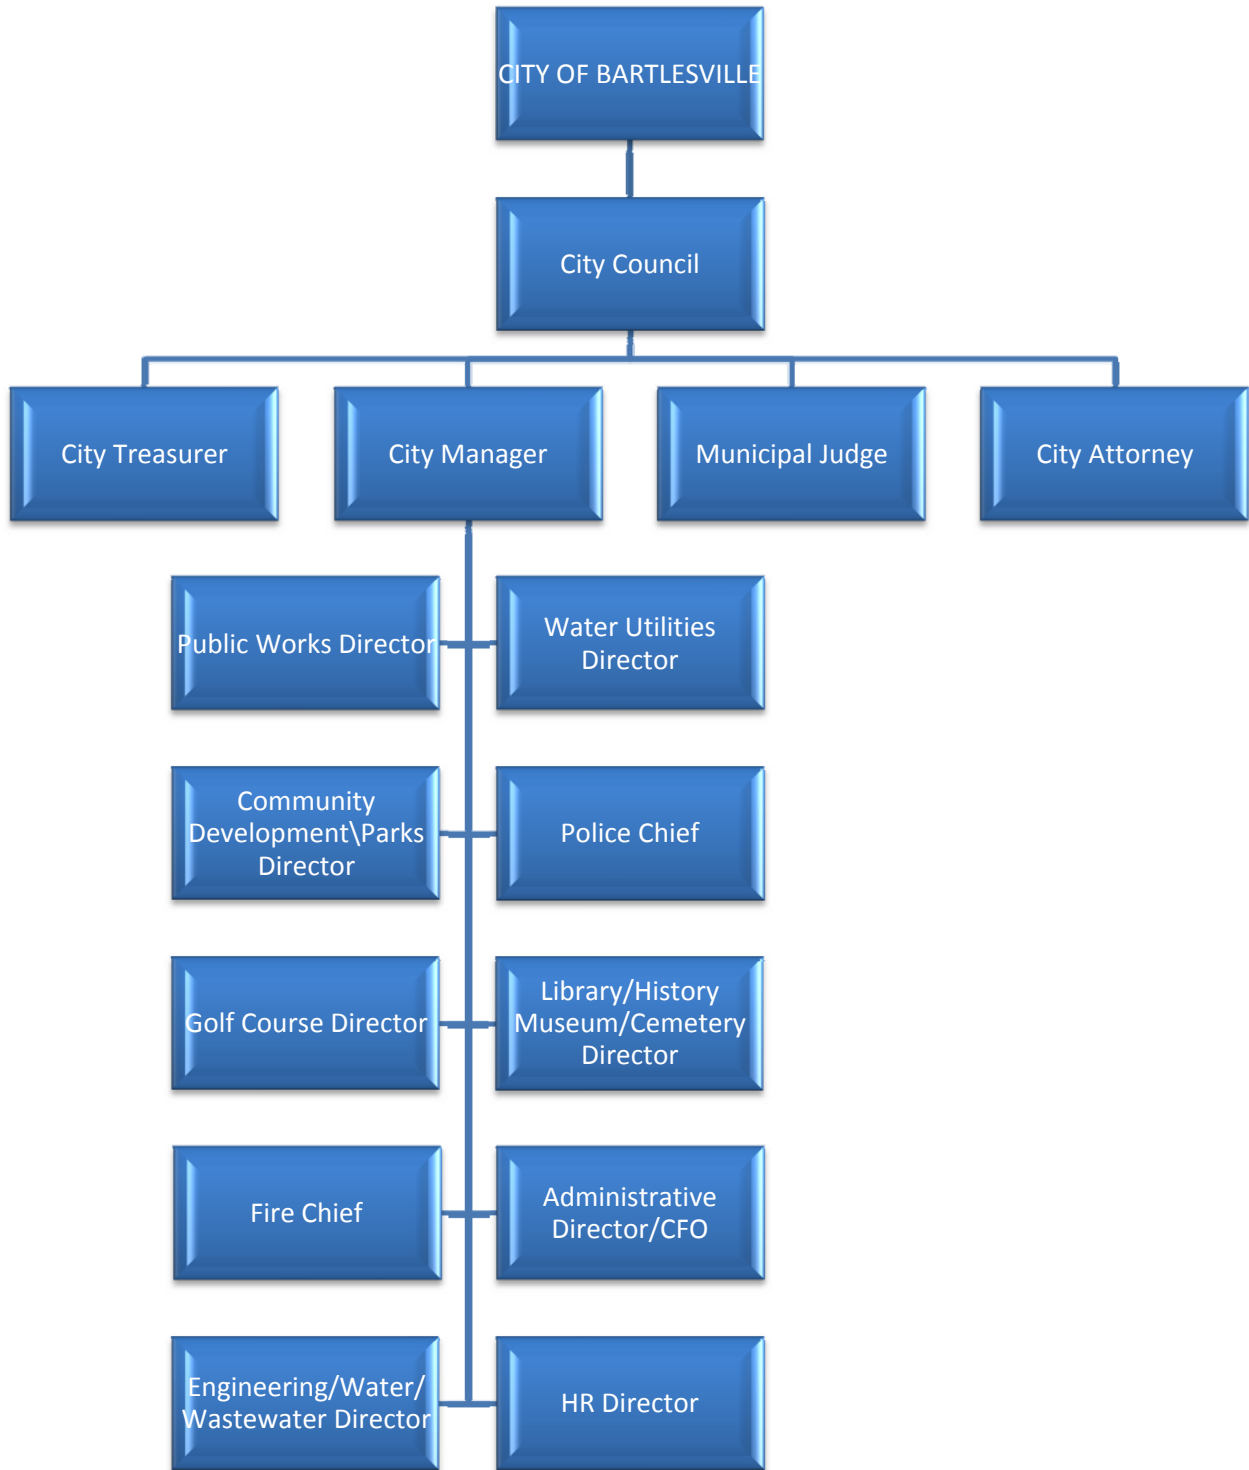 CITY OF BARTLESVILLE
City Council
City Treasurer
City Manager
Municipal Judge
City Attorney
Public Works Director
Water Utilities
Director
Community
Development\Parks
Director
Police Chief
Golf Course Director
Library/History
Museum/Cemetery
Director
Fire Chief
Administrative
Director/CFO
Engineering/Water/
Wastewater Director
HR Director